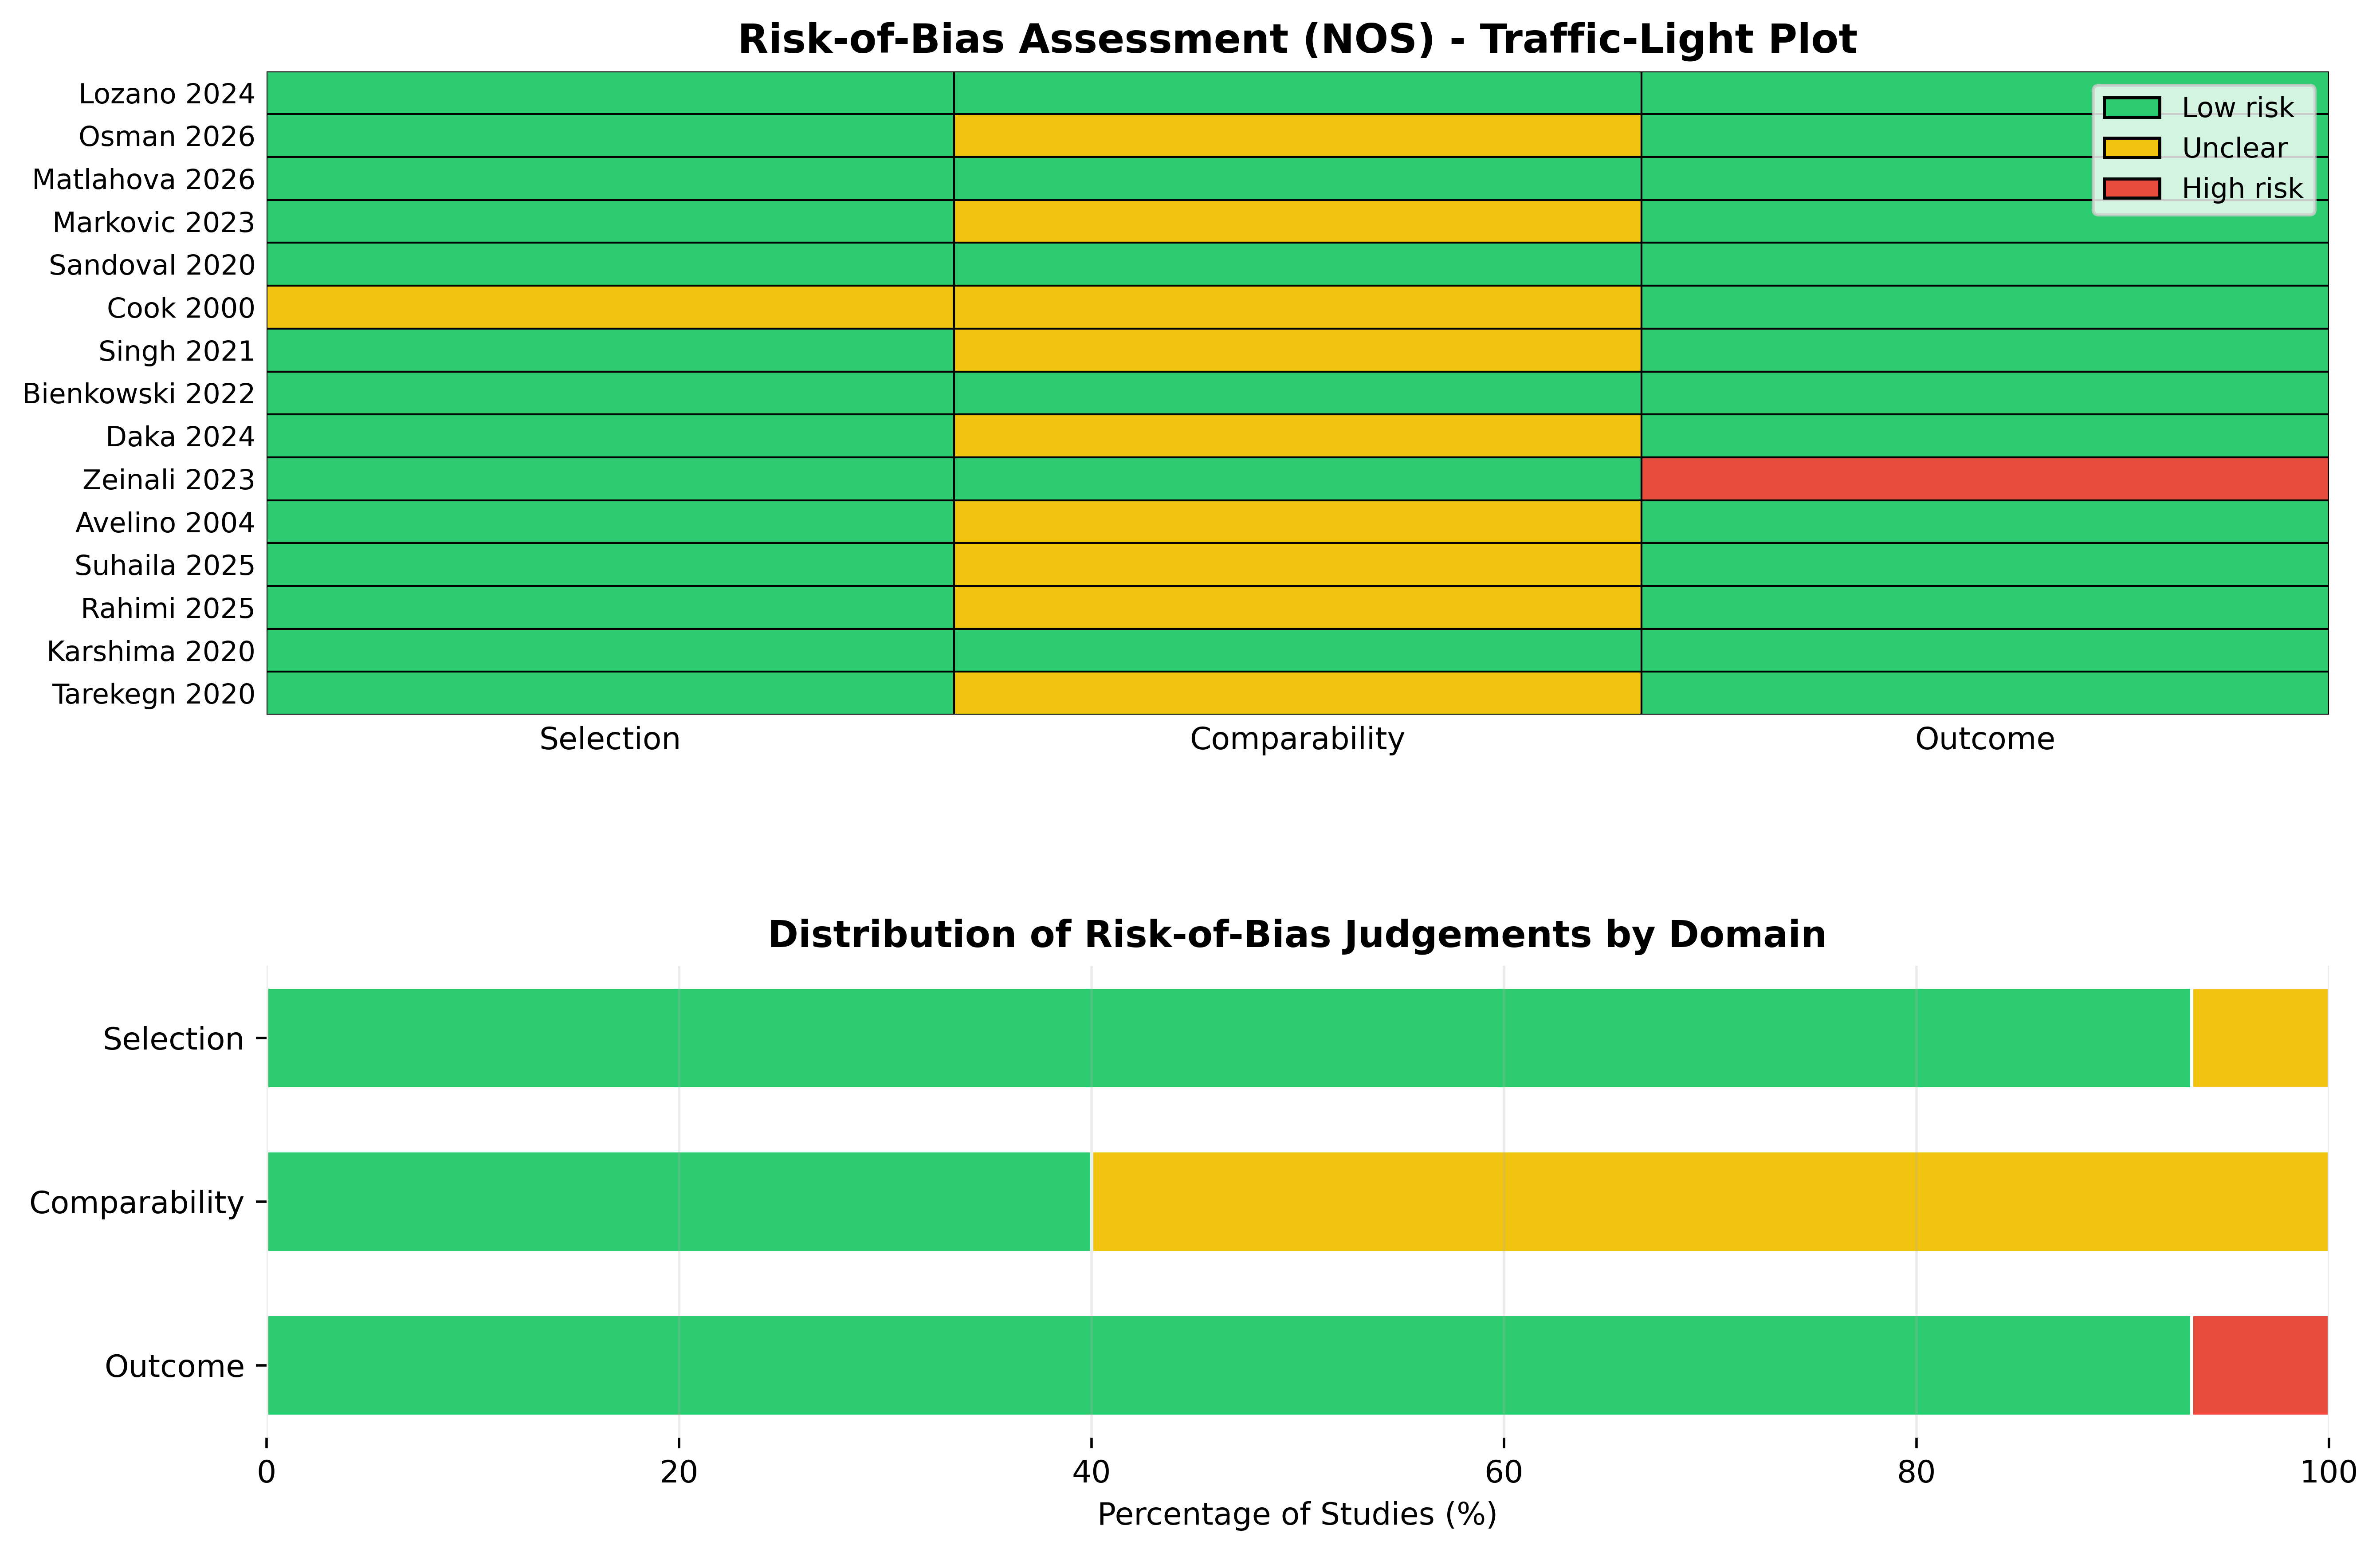 Risk-of-Bias Assessment (NOS) - Traffic-Light Plot
Lozano 2024
Osman 2026
Matlahova 2026
Markovic 2023
Sandoval 2020
Cook 2000
Singh 2021
Bienkowski 2022
Daka 2024
Zeinali 2023
Avelino 2004
Suhaila 2025
Rahimi 2025
Karshima 2020
Tarekegn 2020
Low risk
Unclear
High risk
Selection Comparability Outcome
Distribution of Risk-of-Bias Judgements by Domain
Selection
Comparability
Outcome
0 20 40 60 80 100
Percentage of Studies (%)